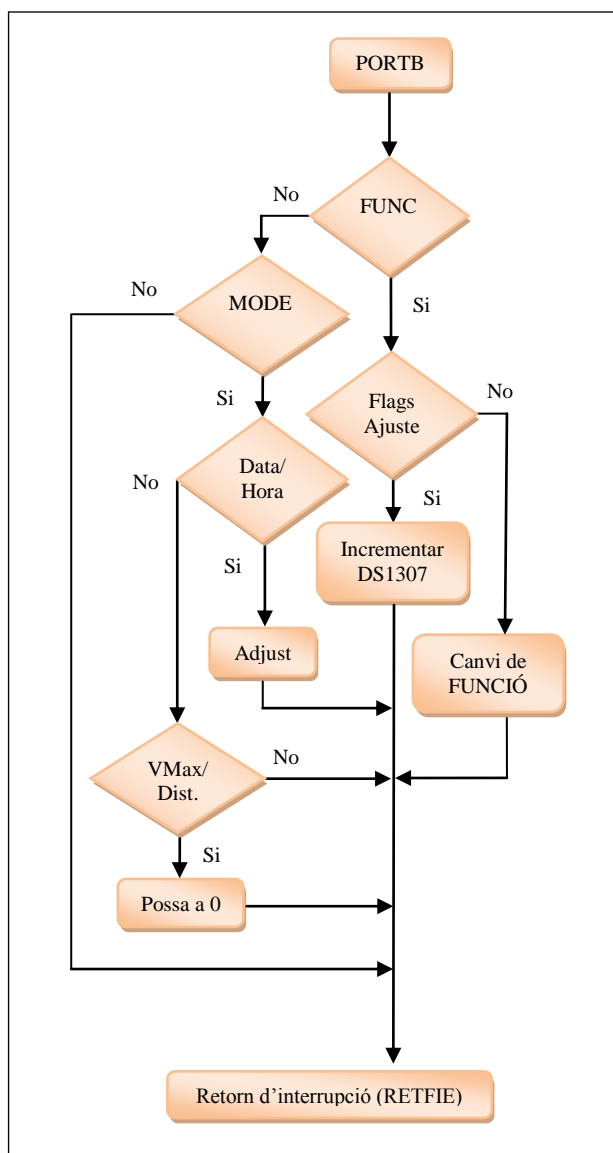 PORTB
No
FUNC
No
MODE
Si
Si
Flags
Ajuste
No
No
Data/
Hora
Si
Incrementar
DS1307
Si
Adjust
Canvi de
FUNCIÓ
VMax/
Dist.
No
Si
Possa a 0
Retorn d’interrupció (RETFIE)